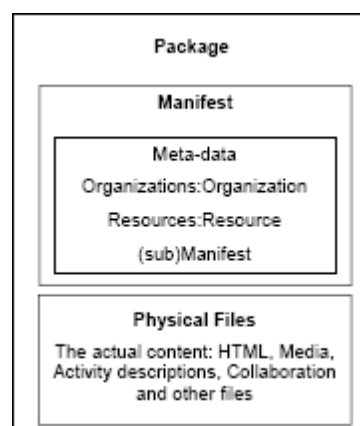 Package
Manifest
Meta-data
Organizations:Organization
Resources:Resource
(sub)Manifest
Physical Files
The actual content: HTML, Media,
Activity descriptions, Collaboration
and other files